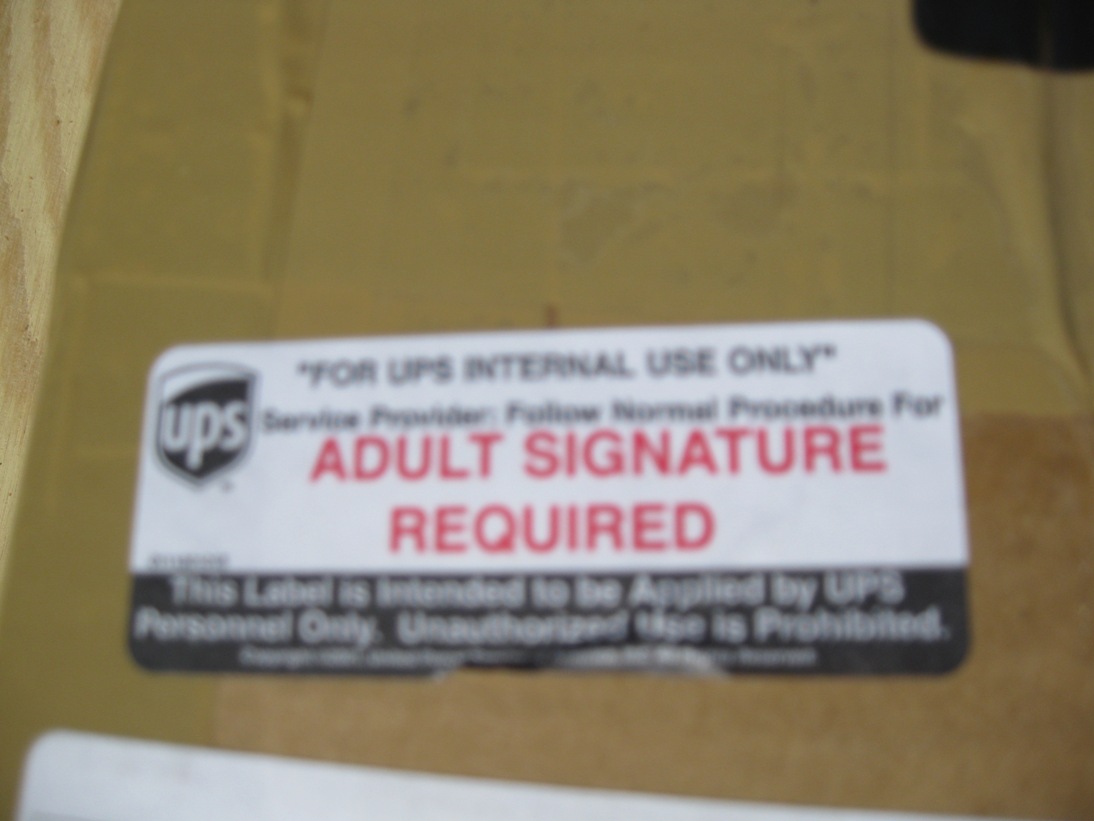 "FOR UPS INTERNAL USE ONLY"
ups
Service Provider: Follow Normal Procedure For
ADULT SIGNATURE
REQUIRED
This Label is Intended to be Applied by UPS
Personnel Only. Unauthorized Use is Prohibited.